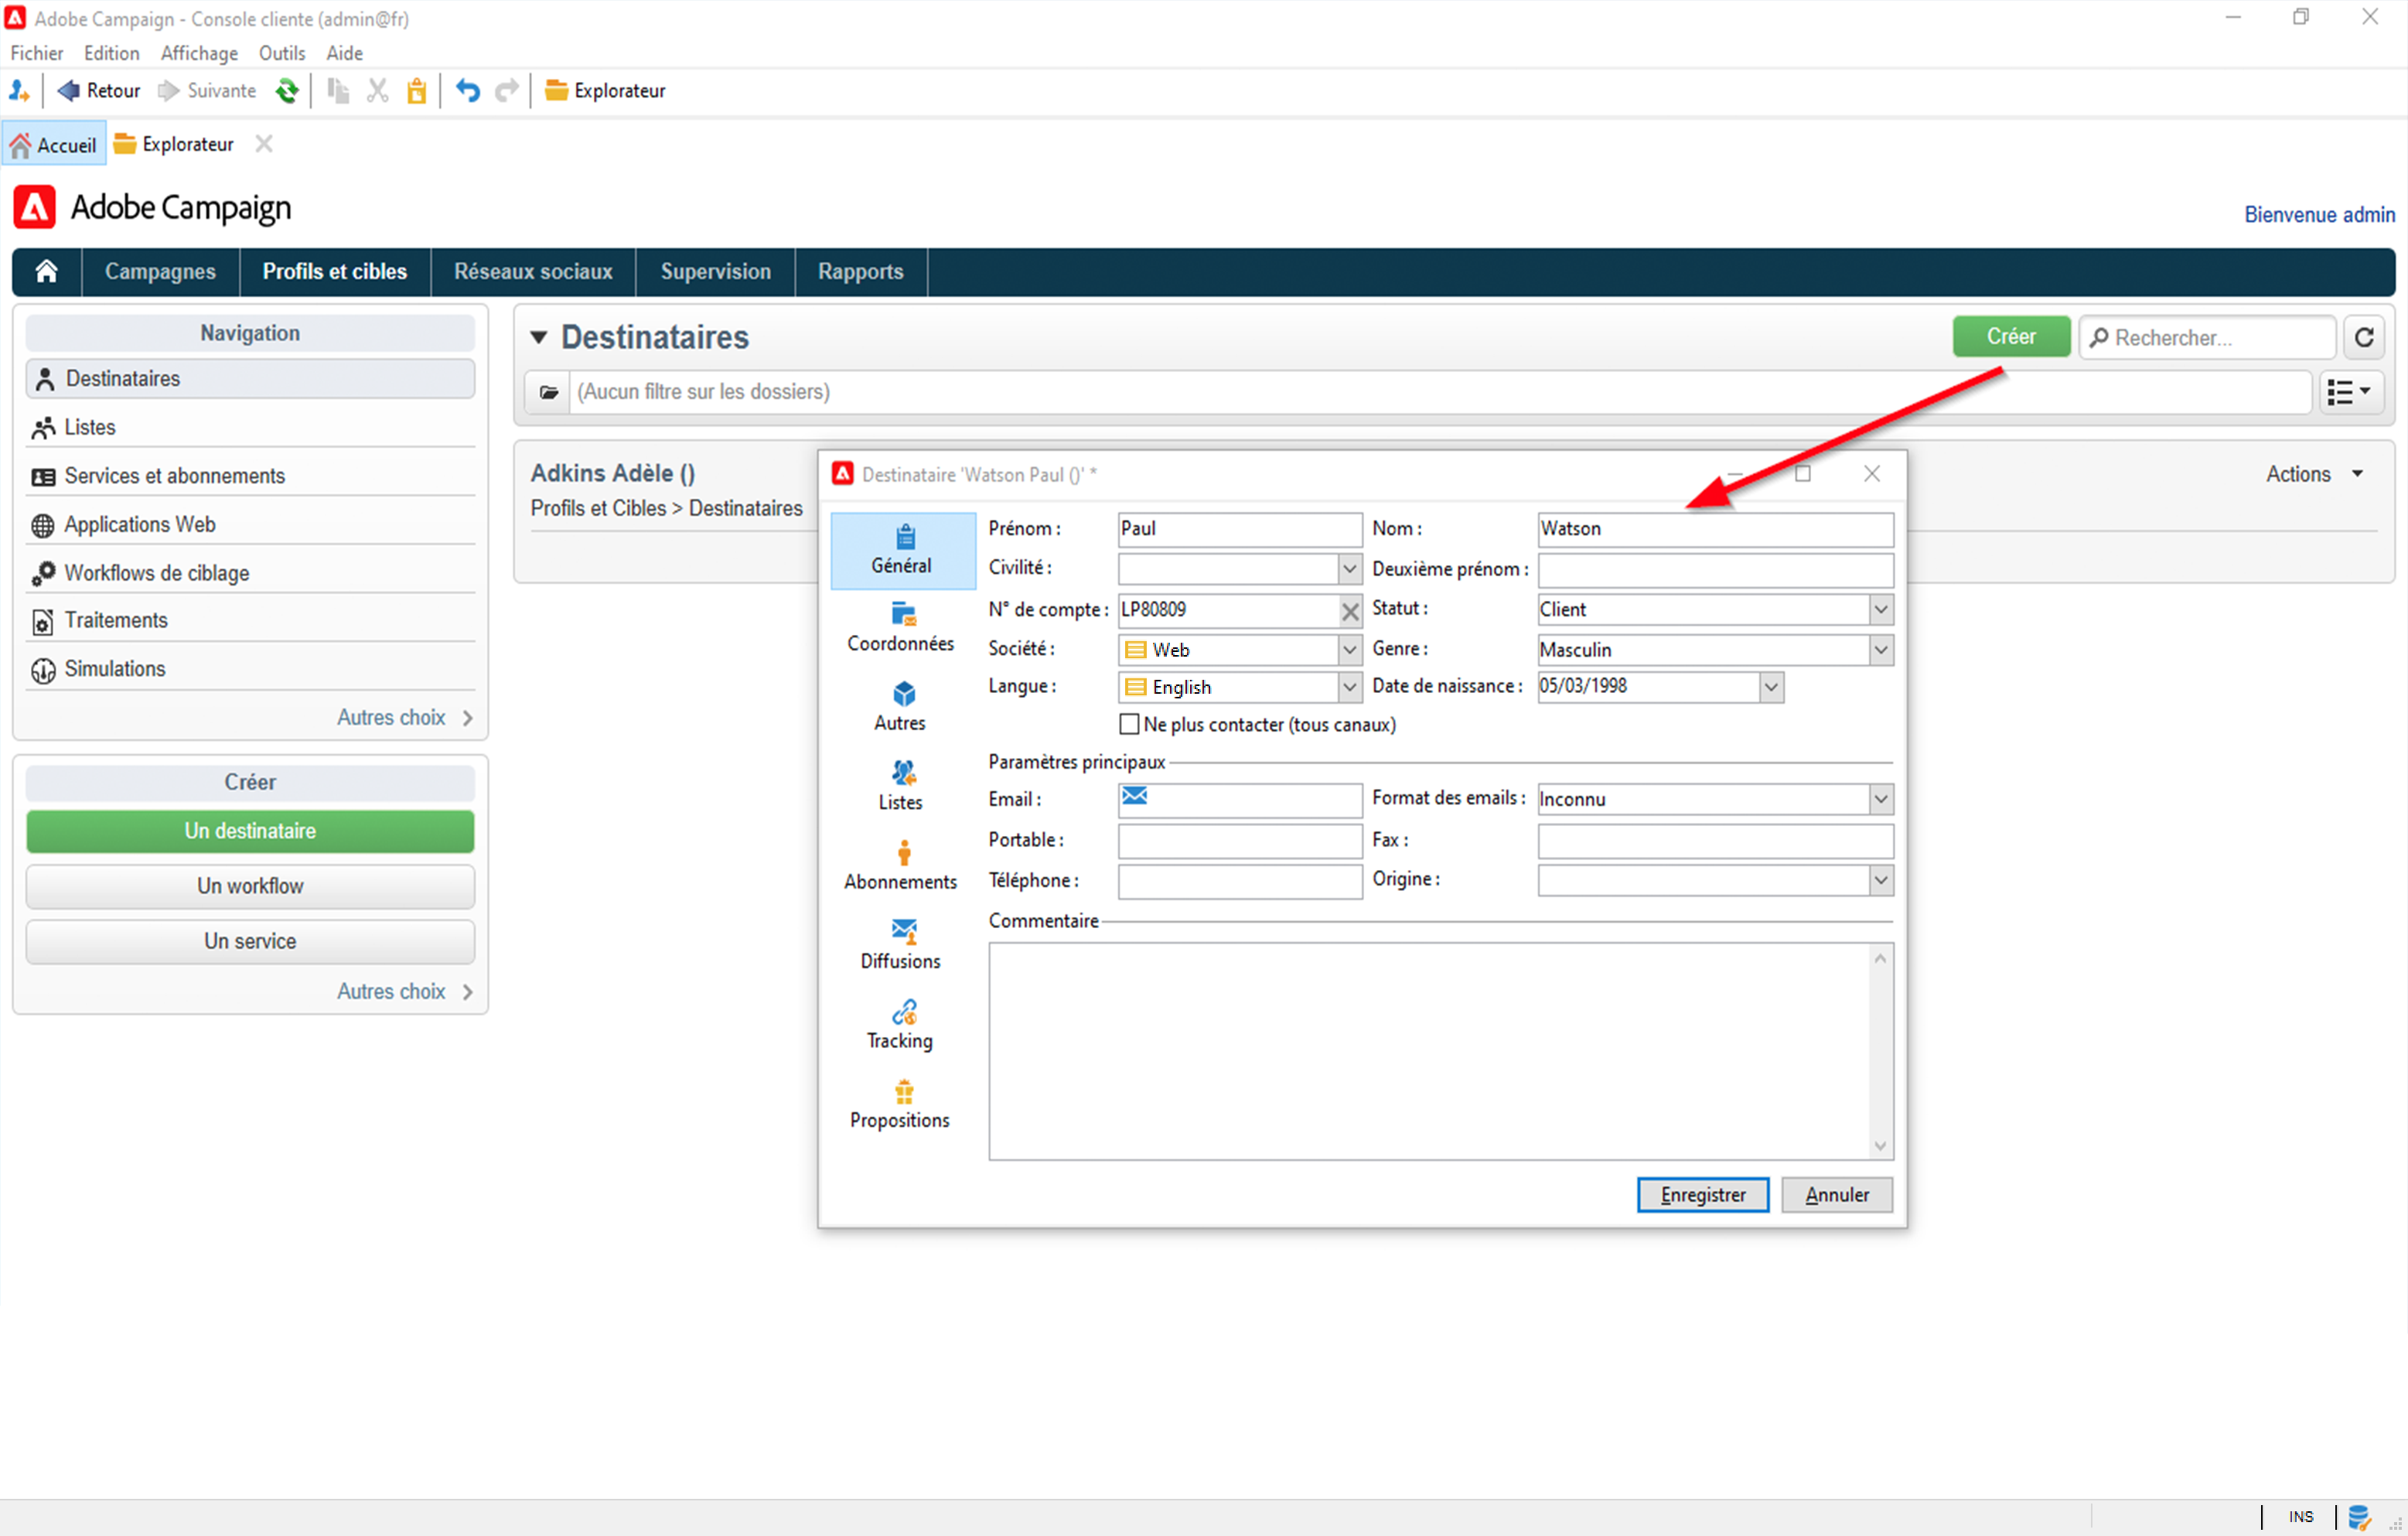 Adobe Campaign - Console cliente (admin@fr)
Fichier Edition Affichage Outils Aide
Retour Suivante Explorateur
Accueil Explorateur
Adobe Campaign
Bienvenue admin
Campagnes Profils et cibles Réseaux sociaux Supervision Rapports
Navigation
Destinataires
Listes
Services et abonnements
Applications Web
Workflows de ciblage
Traitements
Simulations
Autres choix
Créer
Un destinataire
Un workflow
Un service
Autres choix
Destinataires
Créer
Rechercher...
(Aucun filtre sur les dossiers)
Adkins Adèle ()
Profils et Cibles > Destinataires
Actions
Destinataire 'Watson Paul ()' *
Général
Coordonnées
Autres
Listes
Abonnements
Diffusions
Tracking
Propositions
Prénom : Paul Nom : Watson
Civilité : Deuxième prénom :
N° de compte : LP80809 Statut : Client
Société : Web Genre : Masculin
Langue : English Date de naissance : 05/03/1998
Ne plus contacter (tous canaux)
Paramètres principaux
Email : Format des emails : Inconnu
Portable : Fax :
Téléphone : Origine :
Commentaire
Enregistrer Annuler
INS